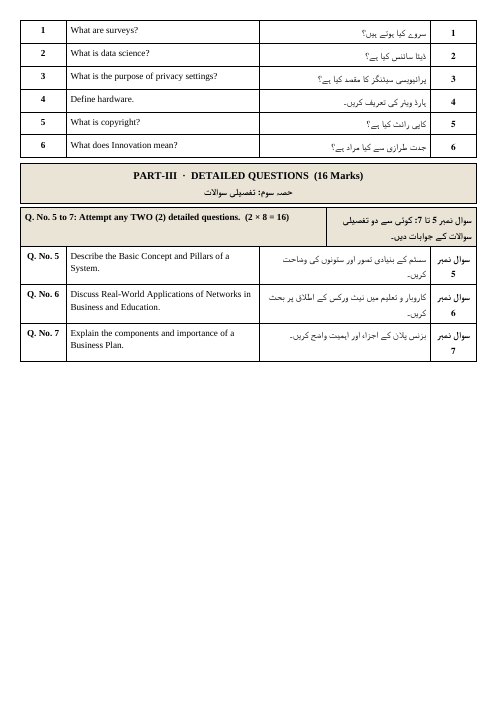 1 What are surveys? سروے کیا ہوتے ہیں؟ 1
2 What is data science? ڈیٹا سائنس کیا ہے؟ 2
3 What is the purpose of privacy settings? پرائیویسی سیٹنگز کا مقصد کیا ہے؟ 3
4 Define hardware. ہارڈ ویئر کی تعریف کریں۔ 4
5 What is copyright? کاپی رائٹ کیا ہے؟ 5
6 What does Innovation mean? جدت طرازی سے کیا مراد ہے؟ 6
PART-III · DETAILED QUESTIONS (16 Marks)
حصہ سوم: تفصیلی سوالات
Q. No. 5 to 7: Attempt any TWO (2) detailed questions. (2 × 8 = 16) سوال نمبر 5 تا 7: کوئی سے دو تفصیلی
سوالات کے جوابات دیں۔
Q. No. 5 Describe the Basic Concept and Pillars of a سسٹم کے بنیادی تصور اور ستونوں کی وضاحت سوال نمبر
System. کریں۔ 5
Q. No. 6 Discuss Real-World Applications of Networks in کاروبار و تعلیم میں نیٹ ورکس کے اطلاق پر بحث سوال نمبر
Business and Education. کریں۔ 6
Q. No. 7 Explain the components and importance of a بزنس پلان کے اجزاء اور اہمیت واضح کریں۔ سوال نمبر
Business Plan. 7